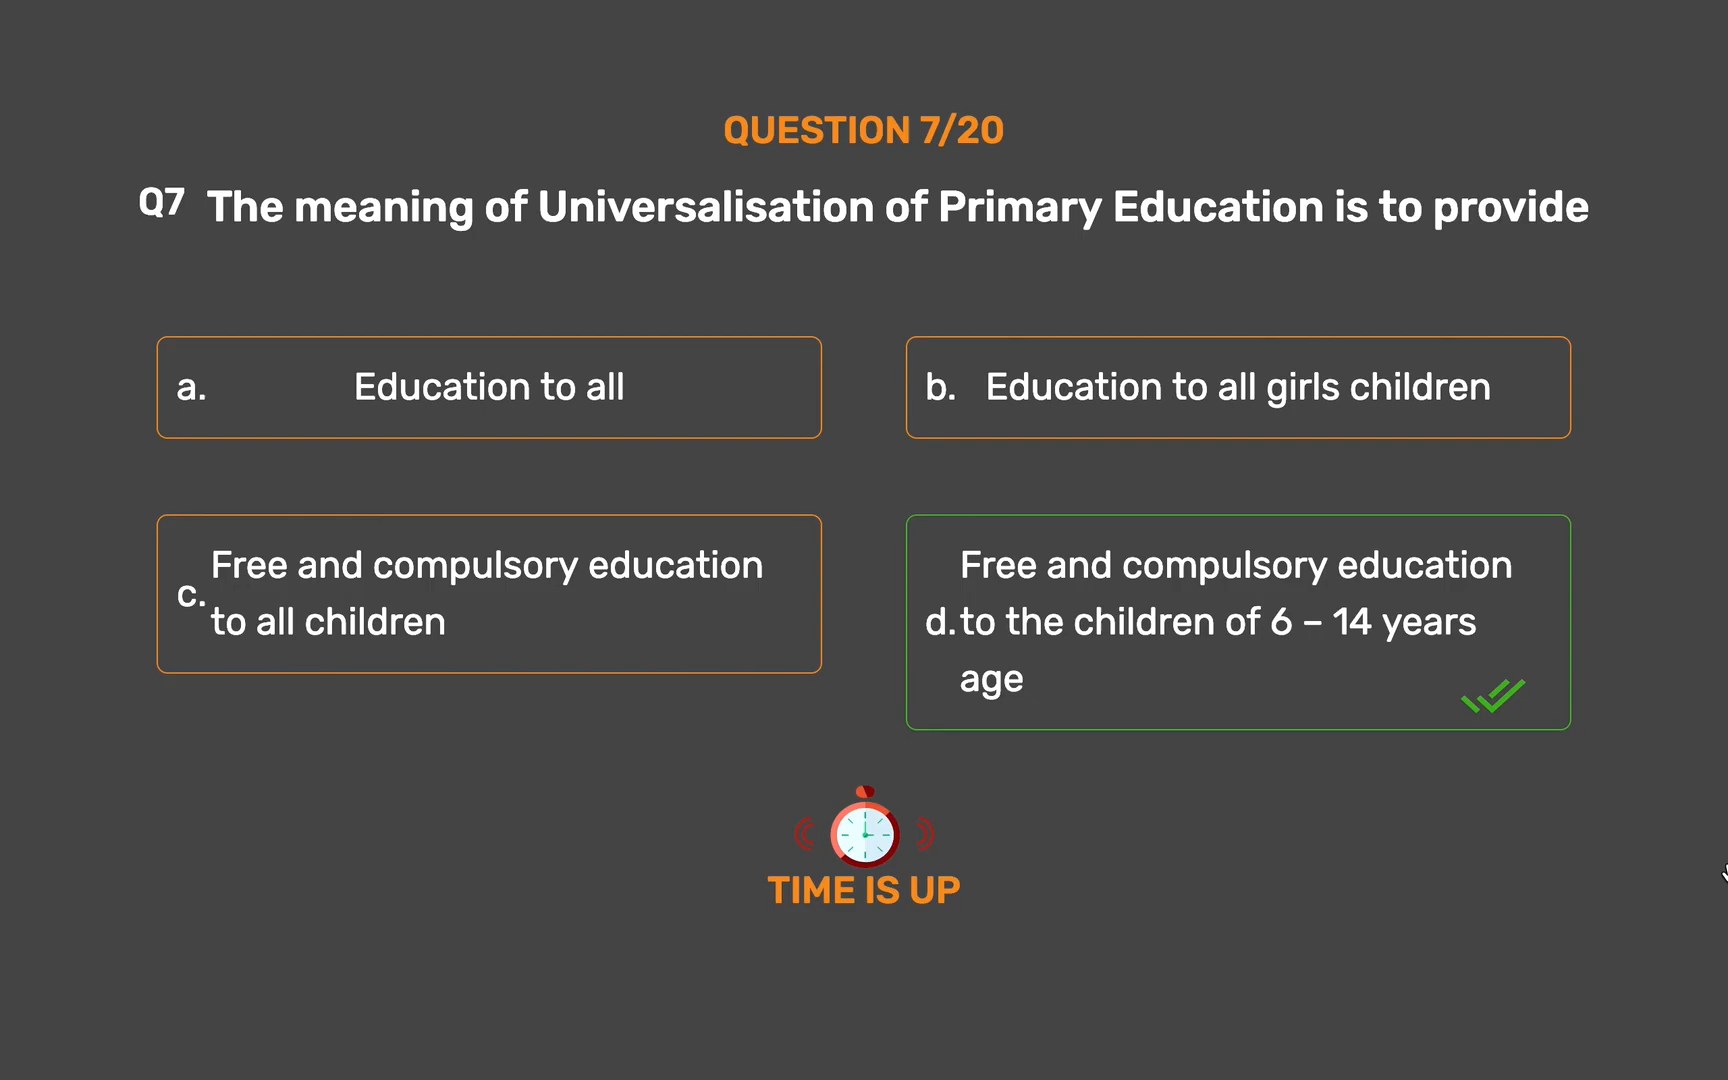 QUESTION 7/20
Q7 The meaning of Universalisation of Primary Education is to provide
a. Education to all
b. Education to all girls children
c. Free and compulsory education
to all children
Free and compulsory education
d. to the children of 6 – 14 years
age
TIME IS UP